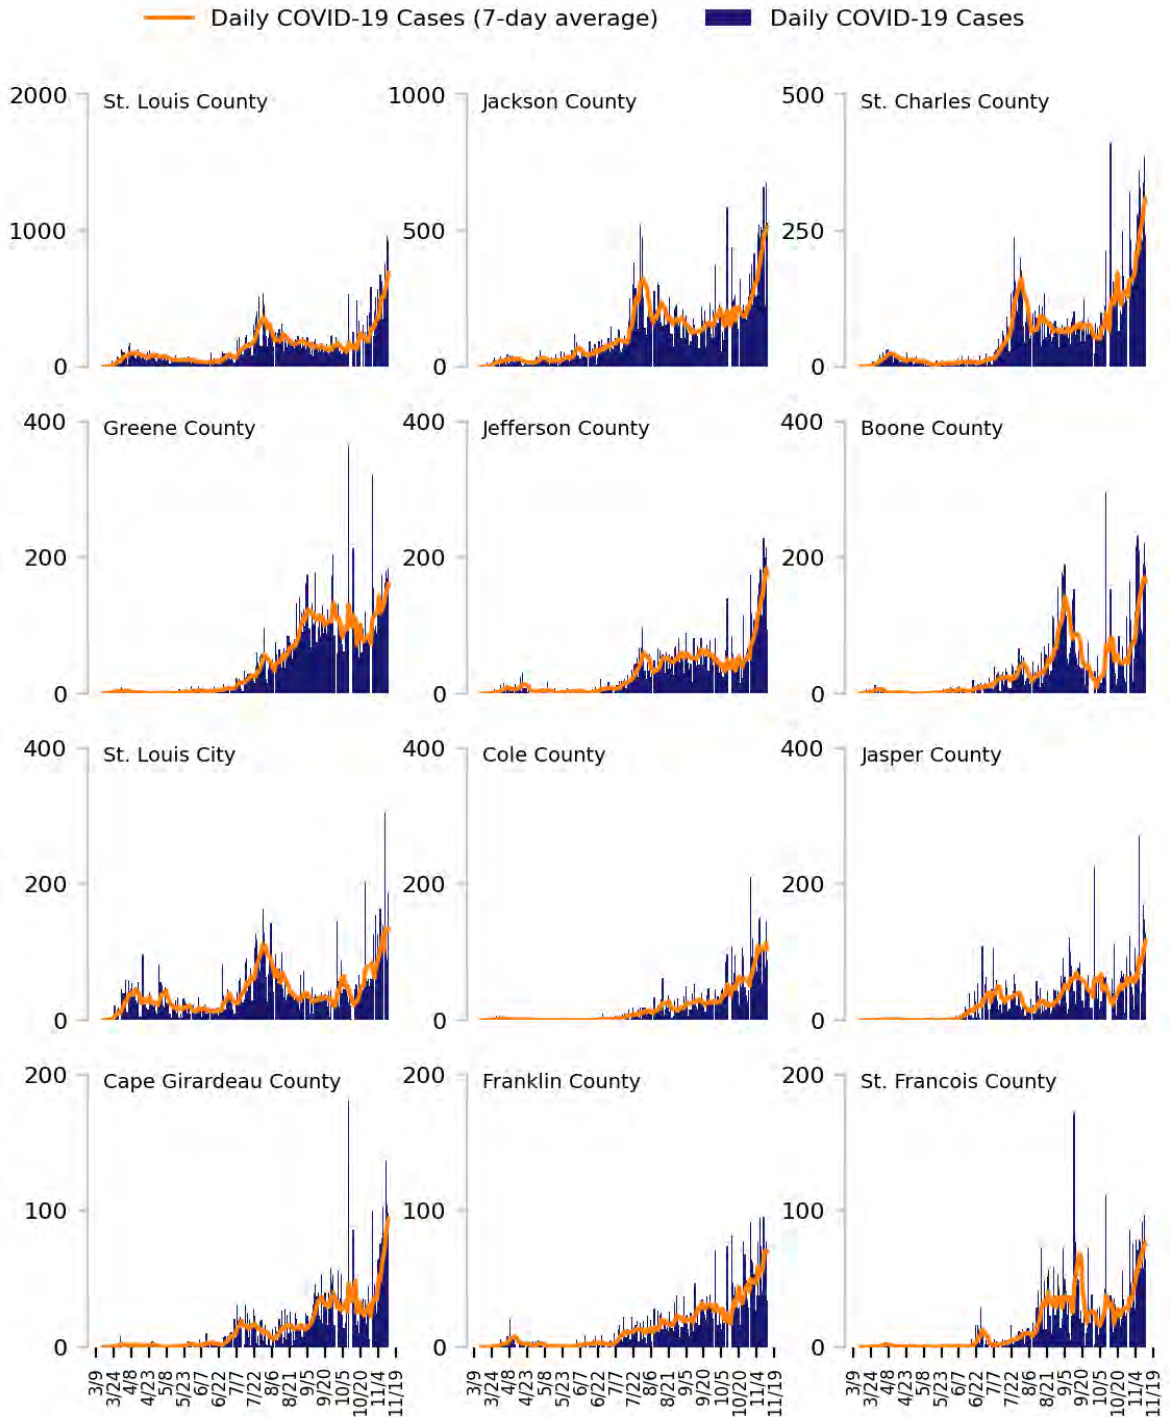 Daily COVID-19 Cases (7-day average) Daily COVID-19 Cases
2000 St. Louis County 1000 Jackson County 500 St. Charles County
1000 500 250
0 0 0
400 Greene County 400 Jefferson County 400 Boone County
200 200 200
0 0 0
400 St. Louis City 400 Cole County 400 Jasper County
200 200 200
0 0 0
200 Cape Girardeau County 200 Franklin County 200 St. Francois County
100 100 100
0 0 0
3/9 3/24 4/8 4/23 5/8 5/23 6/7 6/22 7/7 7/22 8/6 8/21 9/5 9/20 10/5 10/20 11/4 11/19 3/9 3/24 4/8 4/23 5/8 5/23 6/7 6/22 7/7 7/22 8/6 8/21 9/5 9/20 10/5 10/20 11/4 11/19 3/9 3/24 4/8 4/23 5/8 5/23 6/7 6/22 7/7 7/22 8/6 8/21 9/5 9/20 10/5 10/20 11/4 11/19